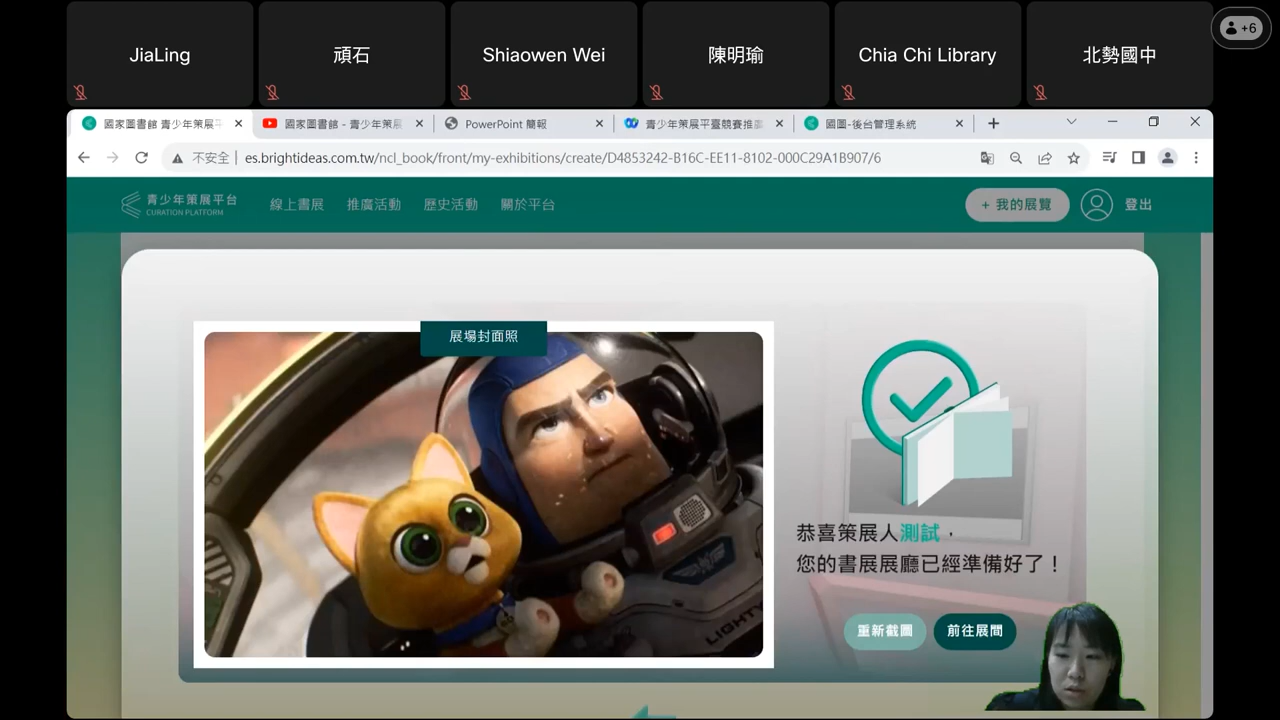 JiaLing
頑石
Shiaowen Wei
陳明瑜
Chia Chi Library
北勢國中
+6
國家圖書館 青少年策展平
國家圖書館 - 青少年策展
PowerPoint 簡報
青少年策展平臺競賽推廣
國圖-後台管理系統
不安全
es.brightideas.com.tw/ncl_book/front/my-exhibitions/create/D4853242-B16C-EE11-8102-000C29A1B907/6
青少年策展平台
CURATION PLATFORM
線上書展
推廣活動
歷史活動
關於平台
+ 我的展覽
登出
展場封面照
LIGHTY
恭喜策展人測試，
您的書展展廳已經準備好了！
重新截圖
前往展間